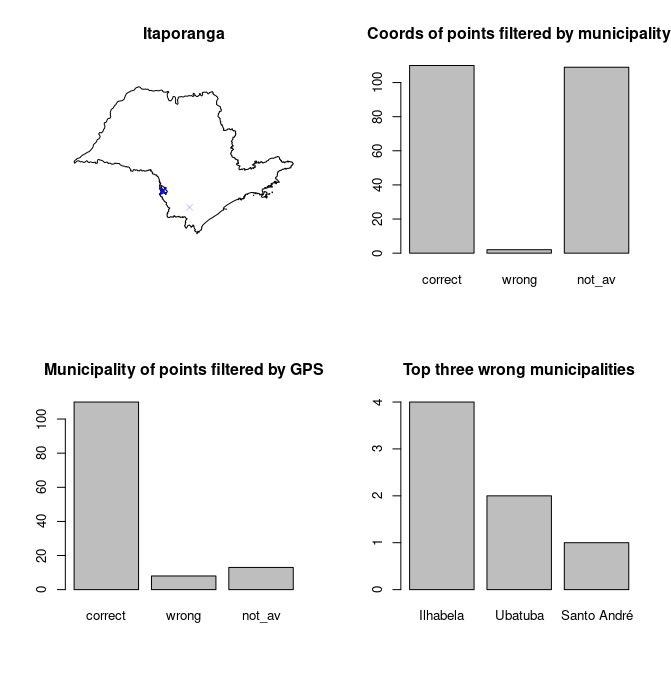 Itaporanga
Coords of points filtered by municipality
100
80
60
40
20
0
correct wrong not_av
Municipality of points filtered by GPS
100
80
60
40
20
0
correct wrong not_av
Top three wrong municipalities
4
3
2
1
0
Ilhabela Ubatuba Santo André